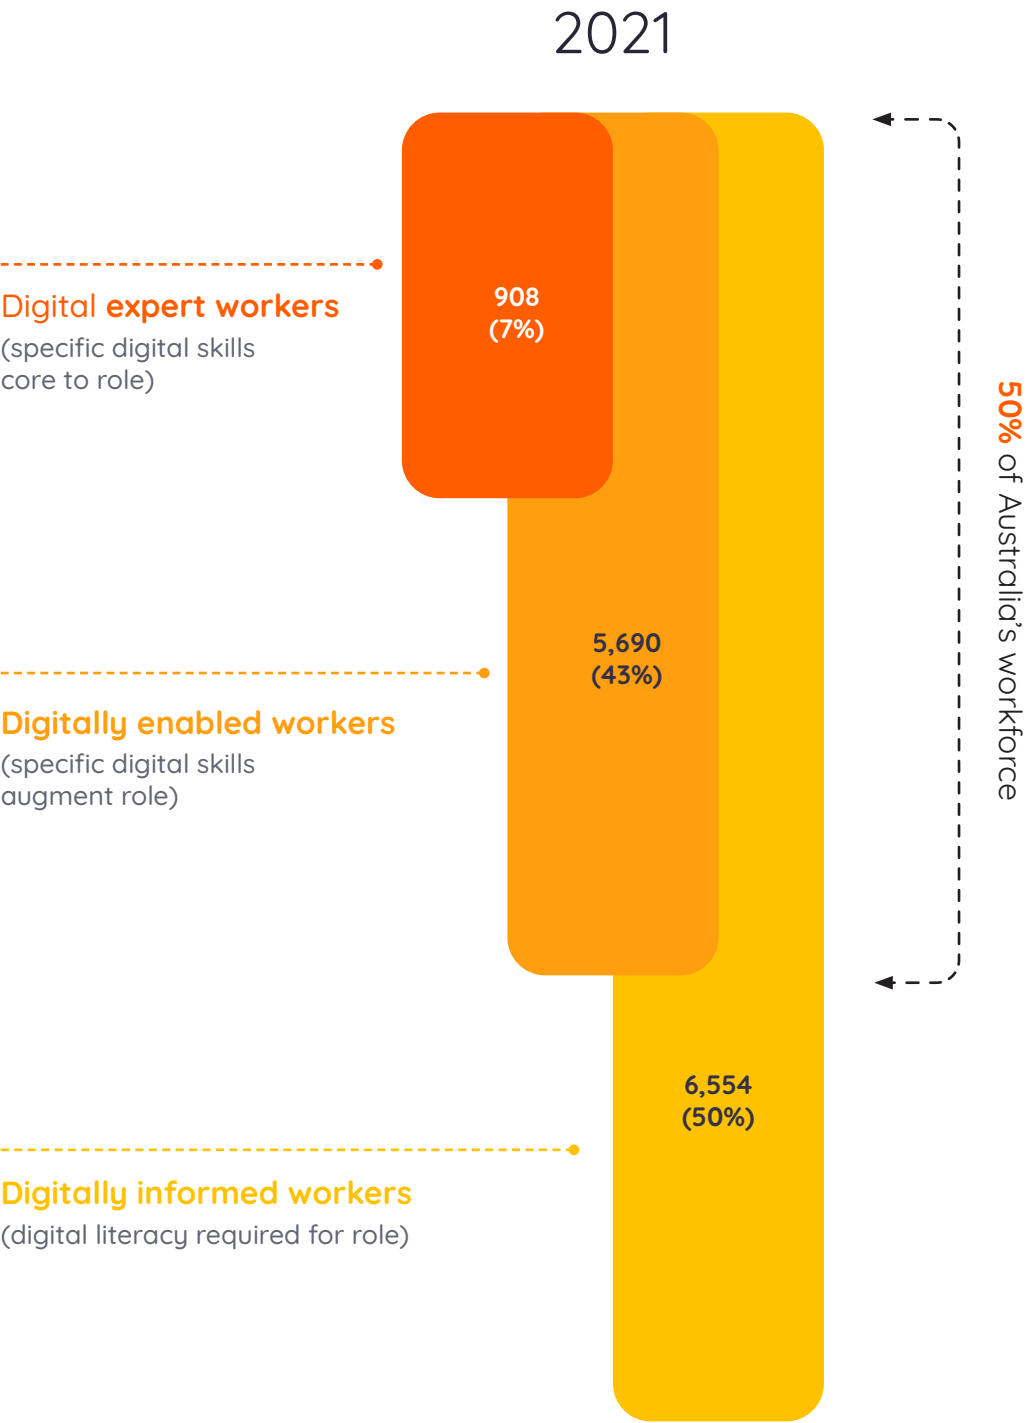 2021
908
(7%)
Digital expert workers
(specific digital skills
core to role)
50% of Australia’s workforce
5,690
(43%)
Digitally enabled workers
(specific digital skills
augment role)
6,554
(50%)
Digitally informed workers
(digital literacy required for role)